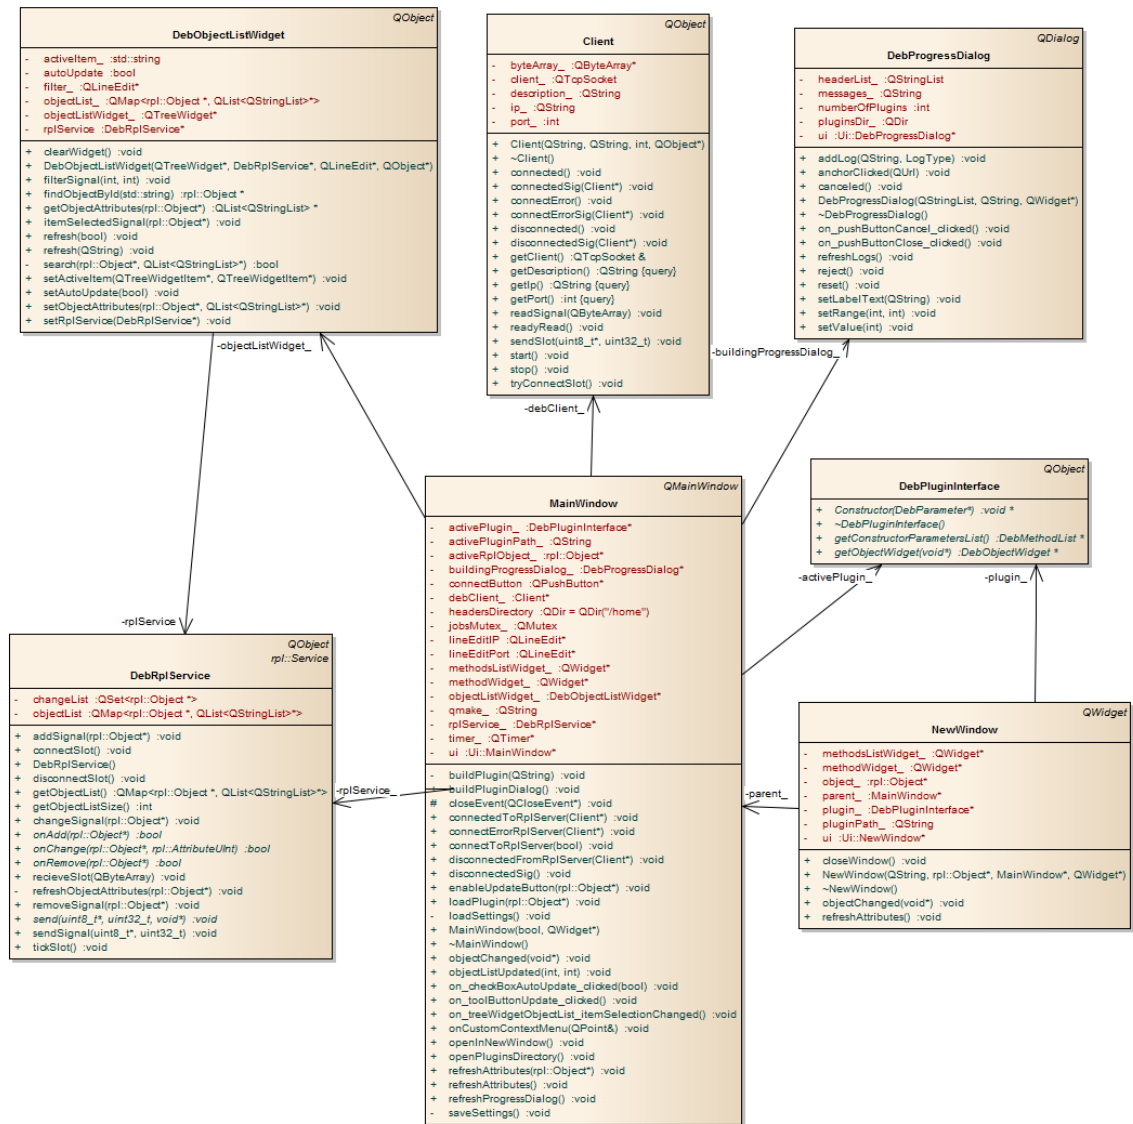 QObject
DebObjectListWidget
- activeItem_ :std::string
- autoUpdate :bool
- filter_ :QLineEdit*
- objectList_ :QMap<rpl::Object *, QList<QStringList>*>
- objectListWidget_ :QTreeWidget*
- rplService :DebRplService*
+ clearWidget() :void
+ DebObjectListWidget(QTreeWidget*, DebRplService*, QLineEdit*, QObject*)
+ filterSignal(int, int) :void
+ findObjectById(std::string) :rpl::Object *
+ getObjectAttributes(rpl::Object*) :QList<QStringList> *
+ itemSelectedSignal(rpl::Object*) :void
+ refresh(bool) :void
+ refresh(QString) :void
- search(rpl::Object*, QList<QStringList>*) :bool
+ setActiveItem(QTreeWidgetItem*, QTreeWidgetItem*) :void
+ setAutoUpdate(bool) :void
+ setObjectAttributes(rpl::Object*, QList<QStringList>*) :void
+ setRplService(DebRplService*) :void
QObject
Client
- byteArray_ :QByteArray*
- client_ :QTcpSocket
- description_ :QString
- ip_ :QString
- port_ :int
+ Client(QString, QString, int, QObject*)
+ ~Client()
+ connected() :void
+ connectedSig(Client*) :void
+ connectError() :void
+ connectErrorSig(Client*) :void
+ disconnected() :void
+ disconnectedSig(Client*) :void
+ getClient() :QTcpSocket &
+ getDescription() :QString {query}
+ getIp() :QString {query}
+ getPort() :int {query}
+ readSignal(QByteArray) :void
+ readyRead() :void
+ sendSlot(uint8_t*, uint32_t) :void
+ start() :void
+ stop() :void
+ tryConnectSlot() :void
QDialog
DebProgressDialog
- headerList_ :QStringList
- messages_ :QString
- numberOfPlugins :int
- pluginsDir_ :QDir
- ui :Ui::DebProgressDialog*
+ addLog(QString, LogType) :void
+ anchorClicked(QUrl) :void
+ canceled() :void
+ DebProgressDialog(QStringList, QString, QWidget*)
+ ~DebProgressDialog()
+ on_pushButtonCancel_clicked() :void
+ on_pushButtonClose_clicked() :void
+ refreshLogs() :void
+ reject() :void
+ reset() :void
+ setLabelText(QString) :void
+ setRange(int, int) :void
+ setValue(int) :void
-objectListWidget_
-debClient_
-buildingProgressDialog_
QObject
DebPluginInterface
+ Constructor(DebParameter*) :void *
+ ~DebPluginInterface()
+ getConstructorParametersList() :DebMethodList *
+ getObjectWidget(void*) :DebObjectWidget *
-activePlugin_
-plugin_
QMainWindow
MainWindow
- activePlugin_ :DebPluginInterface*
- activePluginPath_ :QString
- activeRplObject_ :rpl::Object*
- buildingProgressDialog_ :DebProgressDialog*
- connectButton :QPushButton*
- debClient_ :Client*
- headersDirectory :QDir = QDir("/home")
- jobsMutex_ :QMutex
- lineEditIP :QLineEdit*
- lineEditPort :QLineEdit*
- methodsListWidget_ :QWidget*
- methodWidget_ :QWidget*
- objectListWidget_ :DebObjectListWidget*
- qmake_ :QString
- rplService_ :DebRplService*
- timer_ :QTimer*
- ui :Ui::MainWindow*
- buildPlugin(QString) :void
+ buildPluginDialog() :void
# closeEvent(QCloseEvent*) :void
+ connectedToRplServer(Client*) :void
+ connectErrorRplServer(Client*) :void
+ connectToRplServer(bool) :void
+ disconnectedFromRplServer(Client*) :void
+ disconnectedSig() :void
+ enableUpdateButton(rpl::Object*) :void
+ loadPlugin(rpl::Object*) :void
- loadSettings() :void
+ MainWindow(bool, QWidget*)
+ ~MainWindow()
+ objectChanged(void*) :void
+ objectListUpdated(int, int) :void
+ on_checkBoxAutoUpdate_clicked(bool) :void
+ on_toolButtonUpdate_clicked() :void
+ on_treeWidgetObjectList_itemSelectionChanged() :void
+ onCustomContextMenu(QPoint&) :void
+ openInNewWindow() :void
+ openPluginsDirectory() :void
+ refreshAttributes(rpl::Object*) :void
+ refreshAttributes() :void
+ refreshProgressDialog() :void
- saveSettings() :void
-rplService
QObject
rpl::Service
DebRplService
- changeList :QSet<rpl::Object *>
- objectList :QMap<rpl::Object *, QList<QStringList>*>
+ addSignal(rpl::Object*) :void
+ connectSlot() :void
+ DebRplService()
+ disconnectSlot() :void
+ getObjectList() :QMap<rpl::Object *, QList<QStringList>*>
+ getObjectListSize() :int
+ changeSignal(rpl::Object*) :void
+ onAdd(rpl::Object*) :bool
+ onChange(rpl::Object*, rpl::AttributeUInt) :bool
+ onRemove(rpl::Object*) :bool
+ recieveSlot(QByteArray) :void
- refreshObjectAttributes(rpl::Object*) :void
+ removeSignal(rpl::Object*) :void
+ send(uint8_t*, uint32_t, void*) :void
+ sendSignal(uint8_t*, uint32_t) :void
+ tickSlot() :void
-rplService_
-parent_
QWidget
NewWindow
- methodsListWidget_ :QWidget*
- methodWidget_ :QWidget*
- object_ :rpl::Object*
- parent_ :MainWindow*
- plugin_ :DebPluginInterface*
- pluginPath_ :QString
- ui :Ui::NewWindow*
+ closeWindow() :void
+ NewWindow(QString, rpl::Object*, MainWindow*, QWidget*)
+ ~NewWindow()
+ objectChanged(void*) :void
+ refreshAttributes() :void